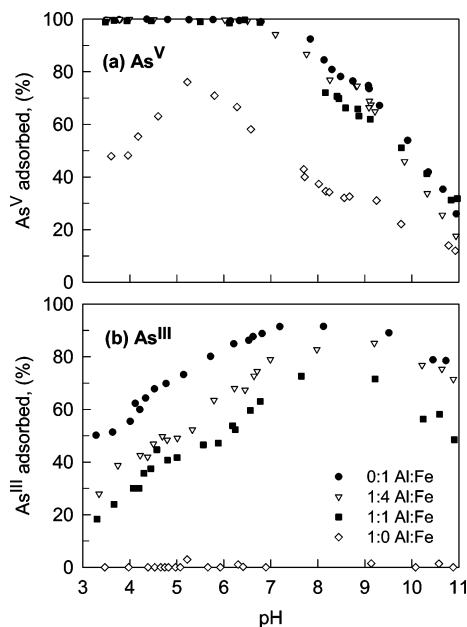 100
80
60
40
20
0
As^V adsorbed, (%)
(a) As^V
100
80
60
40
20
0
As^III adsorbed, (%)
(b) As^III
0:1 Al:Fe
1:4 Al:Fe
1:1 Al:Fe
1:0 Al:Fe
3 4 5 6 7 8 9 10 11
pH